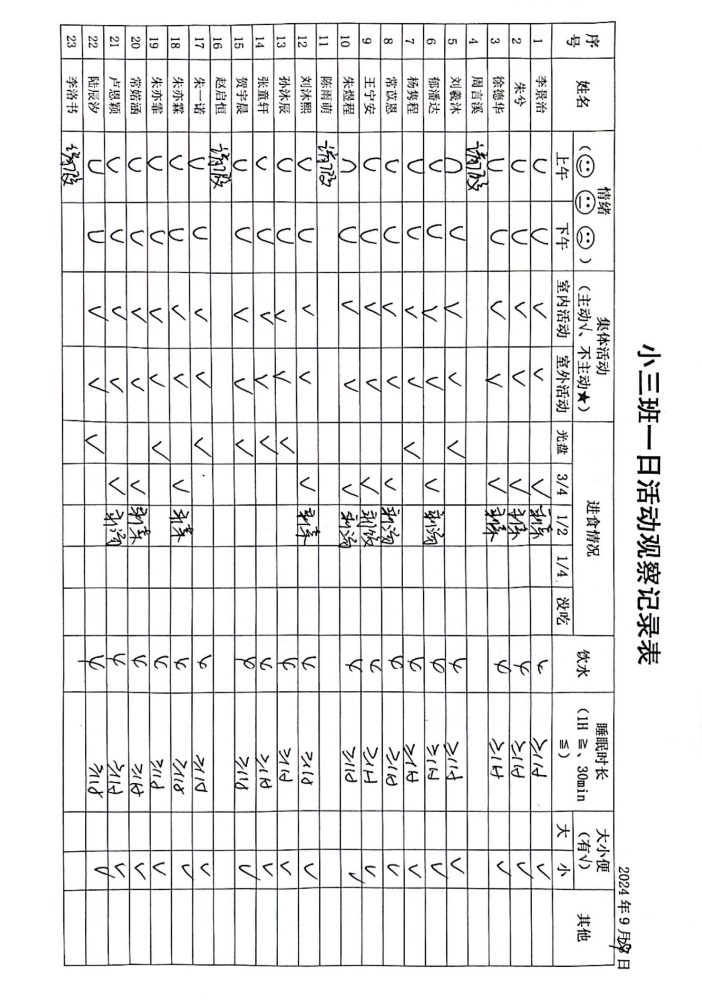 小三班一日活动观察记录表
2024 年 9 月 日
序号 姓名 情绪 ( ) 集体活动 (主动√、不主动★) 进食情况 饮水 睡眠时长 (1H ≧、30min ≦) 大小便 (有√) 其他
上午 下午 室内活动 室外活动 光盘 3/4 1/2 1/4 没吃 大 小
1 李景治 √ √ √ 剩菜 ≥1H √
2 朱兮 √ √ √ 剩菜 ≥1H √
3 徐德华 √ √ √ 剩菜 ≥1H √
4 周言溪 请假
5 刘羲沐 √ √ √ ≥1H √
6 郁潘达 √ √ √ 剩汤 ≥1H √
7 杨隽程 √ √ √ ≥1H √
8 常苡恩 √ √ √ 剩汤 ≥1H √
9 王宁安 √ √ √ 剩饭 ≥1H √
10 朱煜程 √ √ √ 剩汤 ≥1H √
11 陈雨萌 请假
12 刘沐熙 √ √ √ 剩菜 ≥1H √
13 孙沐辰 √ √ √ ≥1H √
14 张童轩 √ √ √ ≥1H √
15 贺宇晨 √ √ √ ≥1H √
16 赵启恒 请假
17 朱一诺 √ √ √ ≥1H √
18 朱亦霖 √ √ √ 剩菜 ≥1H √
19 朱亦霏 √ √ √ ≥1H √
20 常婼涵 √ √ √ 剩菜 ≥1H √
21 卢恩颖 √ √ √ 剩汤 ≥1H √
22 陆辰汐 √ √ √ ≥1H √
23 李洛书 请假